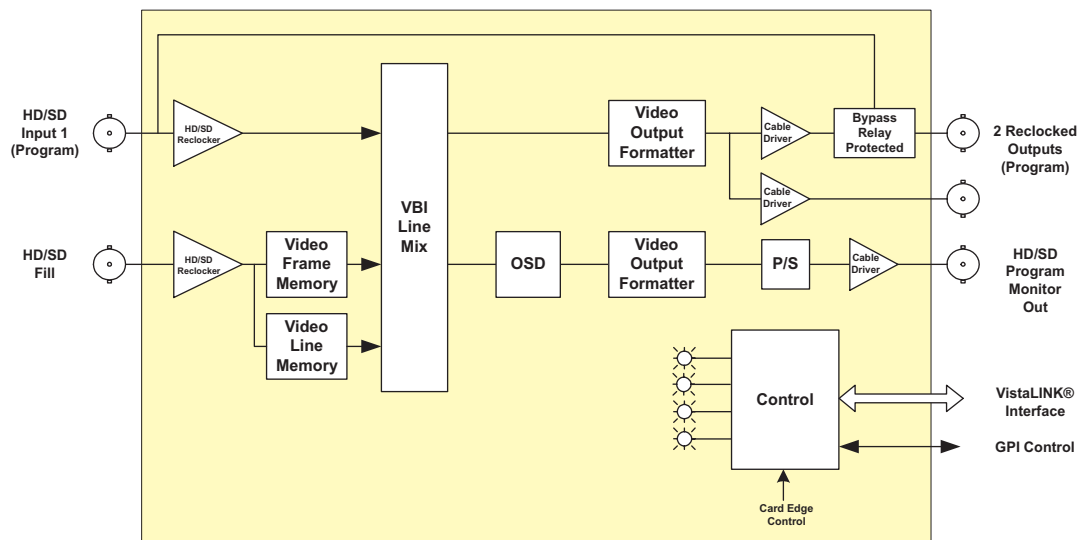 HD/SD
Input 1
(Program)
HD/SD
Reclocker
VBI
Line
Mix
Video
Output
Formatter
Cable
Driver
Bypass
Relay
Protected
2 Reclocked
Outputs
(Program)
Cable
Driver
HD/SD
Fill
HD/SD
Reclocker
Video
Frame
Memory
Video
Line
Memory
OSD
Video
Output
Formatter
P/S
Cable
Driver
HD/SD
Program
Monitor
Out
Control
VistaLINK®
Interface
GPI Control
Card Edge
Control